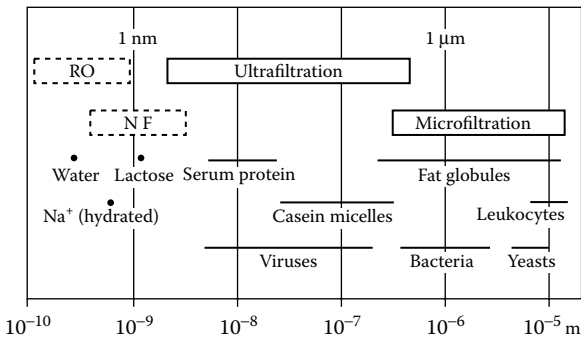 1 nm 1 µm
RO Ultrafiltration
N F Microfiltration
Water Lactose Serum protein Fat globules
Na⁺ (hydrated) Casein micelles Leukocytes
Viruses Bacteria Yeasts
10⁻¹⁰ 10⁻⁹ 10⁻⁸ 10⁻⁷ 10⁻⁶ 10⁻⁵ m